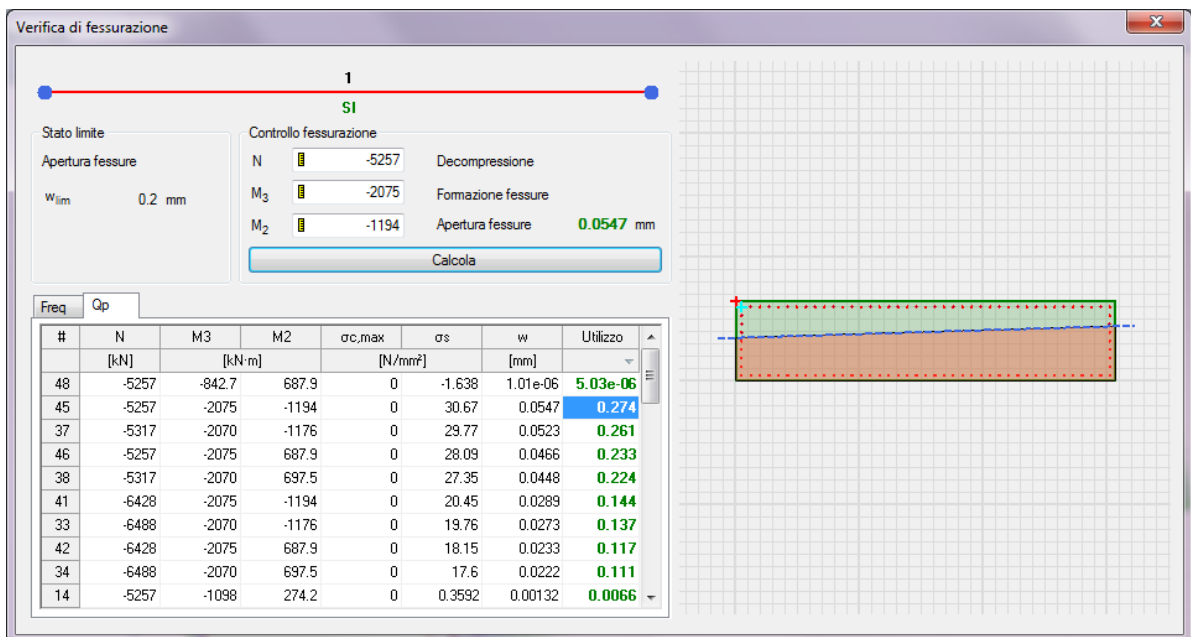 Verifica di fessurazione
X
1
SI
Stato limite
Apertura fessure
wlim 0.2 mm
Controllo fessurazione
N -5257 Decompressione
M3 -2075 Formazione fessure
M2 -1194 Apertura fessure 0.0547 mm
Calcola
Freq Qp
# N M3 M2 σc,max σs w Utilizzo
[kN] [kN·m] [N/mm²] [mm]
48 -5257 -842.7 687.9 0 -1.638 1.01e-06 5.03e-06
45 -5257 -2075 -1194 0 30.67 0.0547 0.274
37 -5317 -2070 -1176 0 29.77 0.0523 0.261
46 -5257 -2075 687.9 0 28.09 0.0466 0.233
38 -5317 -2070 697.5 0 27.35 0.0448 0.224
41 -6428 -2075 -1194 0 20.45 0.0289 0.144
33 -6488 -2070 -1176 0 19.76 0.0273 0.137
42 -6428 -2075 687.9 0 18.15 0.0233 0.117
34 -6488 -2070 697.5 0 17.6 0.0222 0.111
14 -5257 -1098 274.2 0 0.3592 0.00132 0.0066